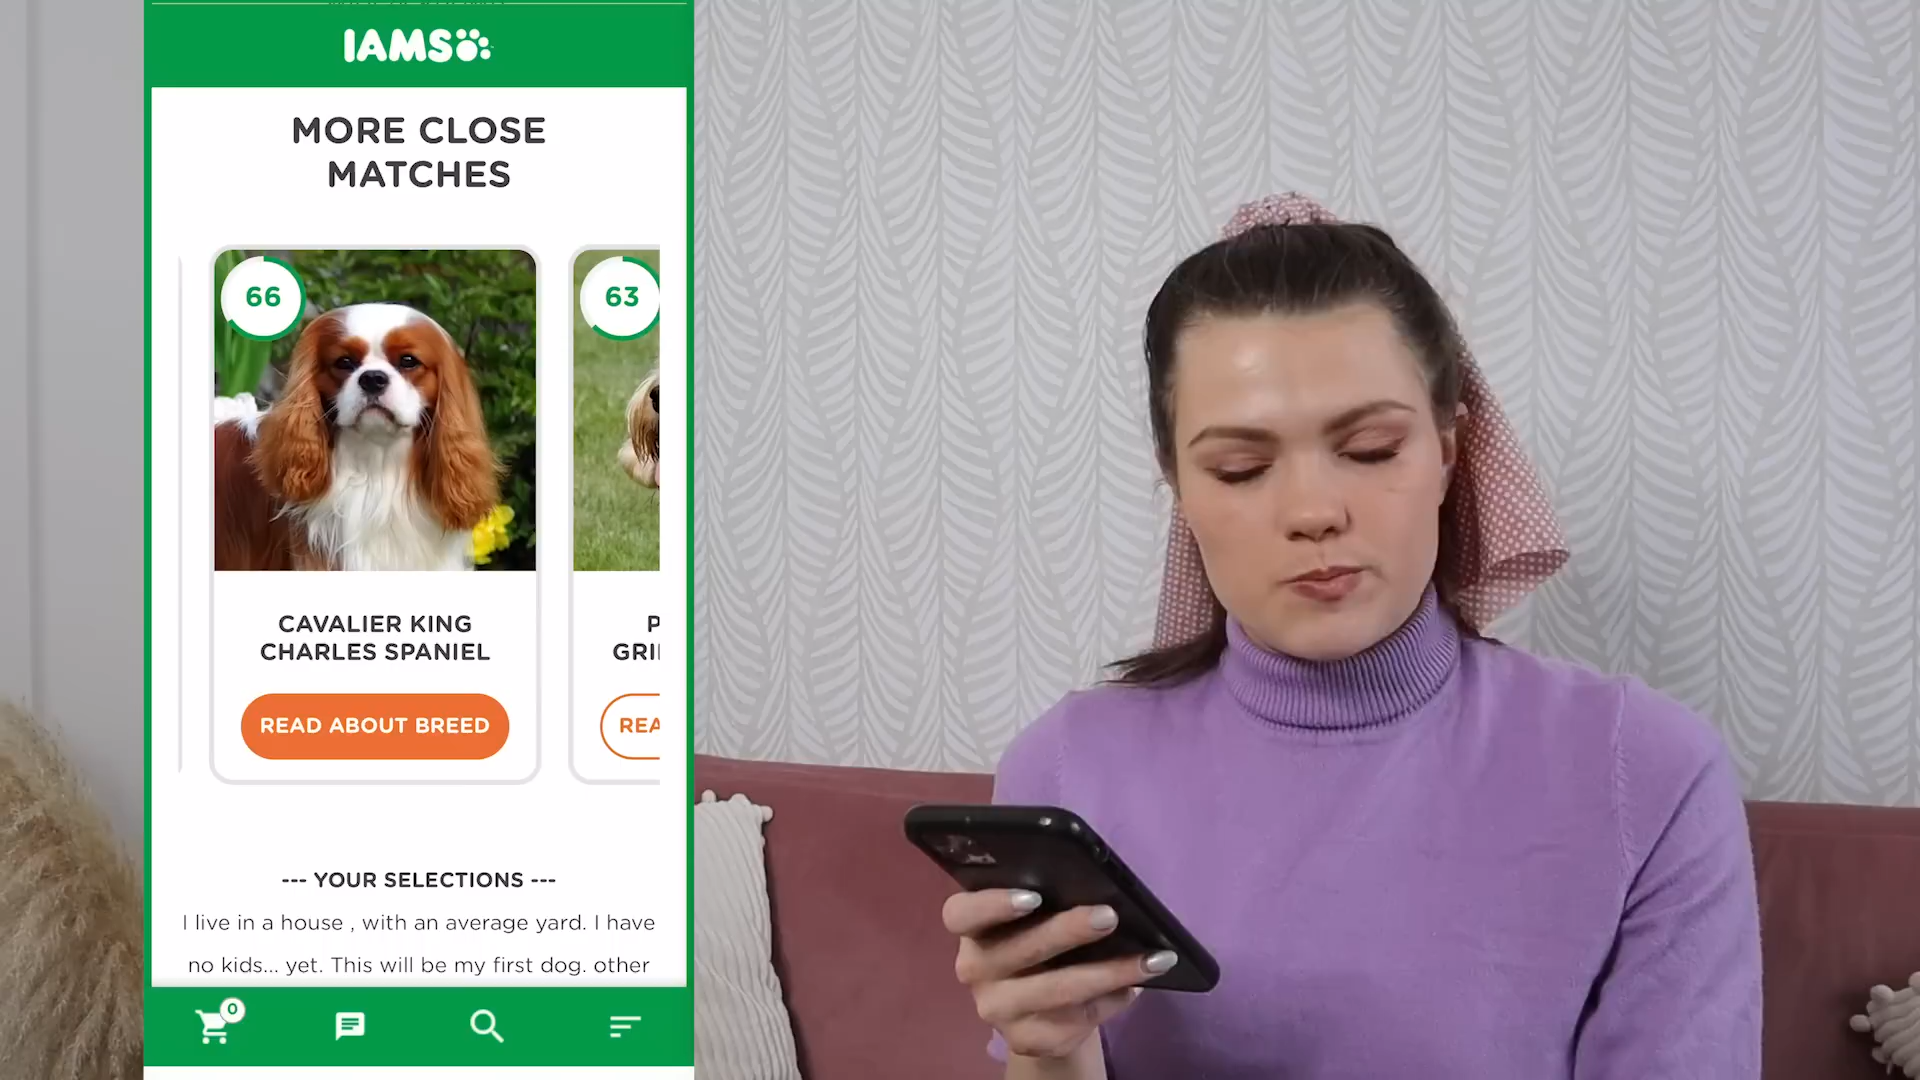 IAMS
MORE CLOSE
MATCHES
66
63
CAVALIER KING
CHARLES SPANIEL
READ ABOUT BREED
--- YOUR SELECTIONS ---
I live in a house , with an average yard. I have
no kids... yet. This will be my first dog. other
0